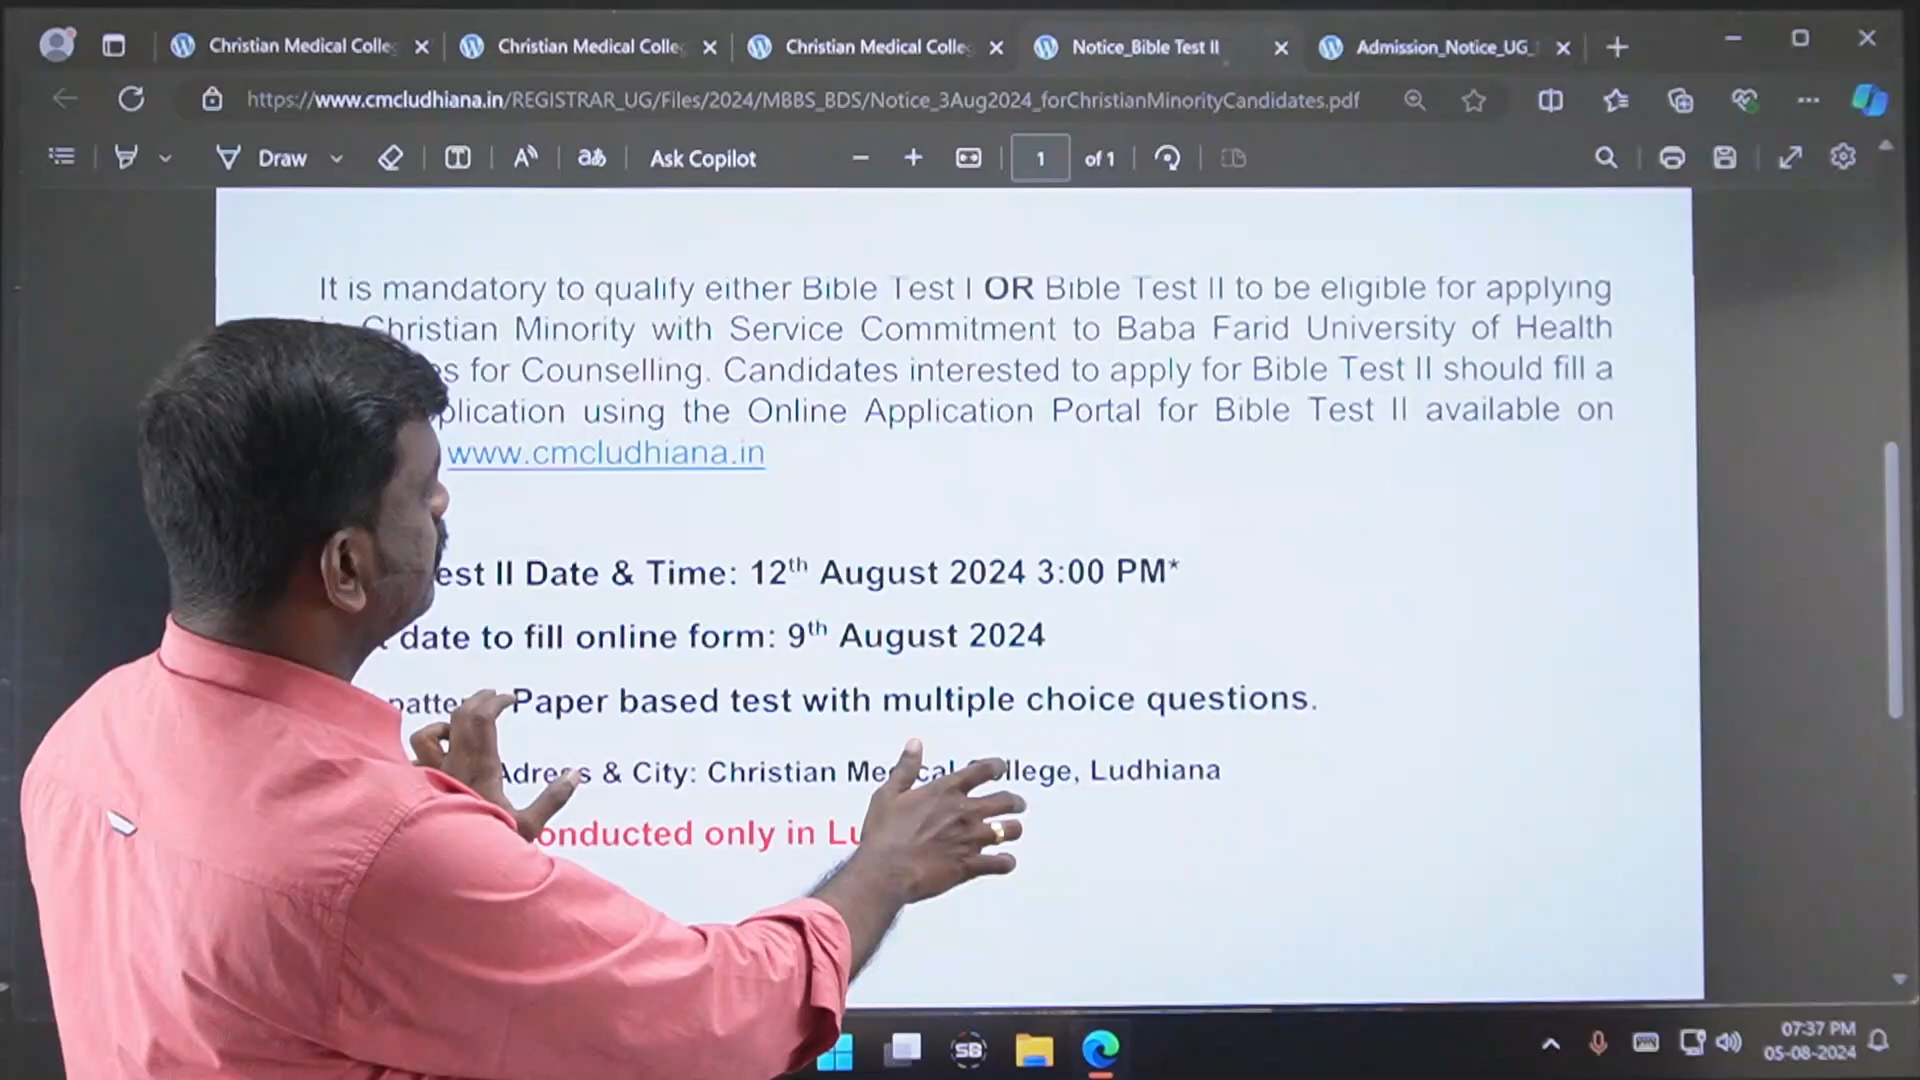 Christian Medical Colle
Christian Medical Colle
Christian Medical Colle
Notice_Bible Test II
Admission_Notice_UG_
https://www.cmcludhiana.in/REGISTRAR_UG/Files/2024/MBBS_BDS/Notice_3Aug2024_forChristianMinorityCandidates.pdf
Draw
Ask Copilot
1
of 1
It is mandatory to qualify either Bible Test I OR Bible Test II to be eligible for applying
Christian Minority with Service Commitment to Baba Farid University of Health
for Counselling. Candidates interested to apply for Bible Test II should fill a
plication using the Online Application Portal for Bible Test II available on
www.cmcludhiana.in
est II Date & Time: 12th August 2024 3:00 PM*
date to fill online form: 9th August 2024
patte Paper based test with multiple choice questions.
Adress & City: Christian Medical College, Ludhiana
onducted only in Lu
SB
07:37 PM
05-08-2024